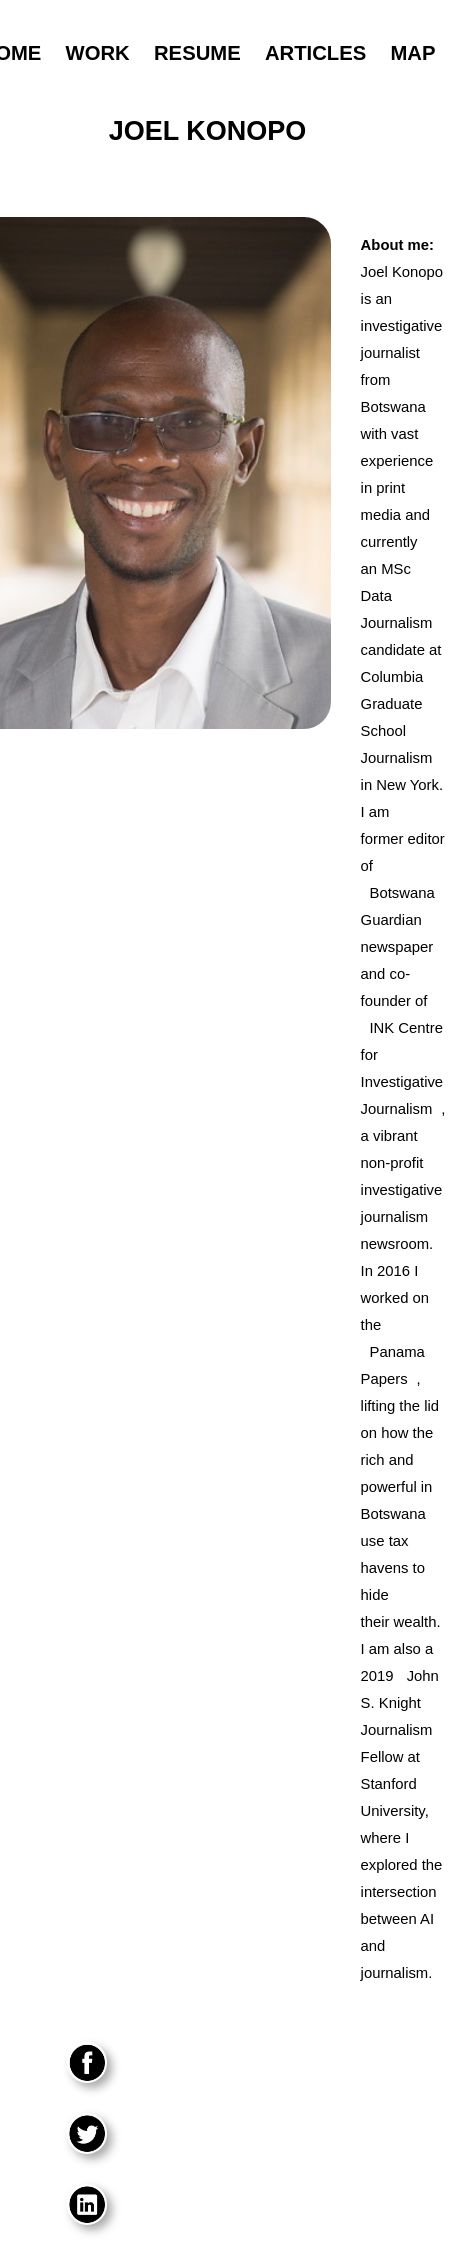 OME WORK RESUME ARTICLES MAP
JOEL KONOPO
About me:
Joel Konopo
is an
investigative
journalist
from
Botswana
with vast
experience
in print
media and
currently
an MSc
Data
Journalism
candidate at
Columbia
Graduate
School
Journalism
in New York.
I am
former editor
of
Botswana
Guardian
newspaper
and co-
founder of
INK Centre
for
Investigative
Journalism ,
a vibrant
non-profit
investigative
journalism
newsroom.
In 2016 I
worked on
the
Panama
Papers ,
lifting the lid
on how the
rich and
powerful in
Botswana
use tax
havens to
hide
their wealth.
I am also a
2019 John
S. Knight
Journalism
Fellow at
Stanford
University,
where I
explored the
intersection
between AI
and
journalism.
f
in